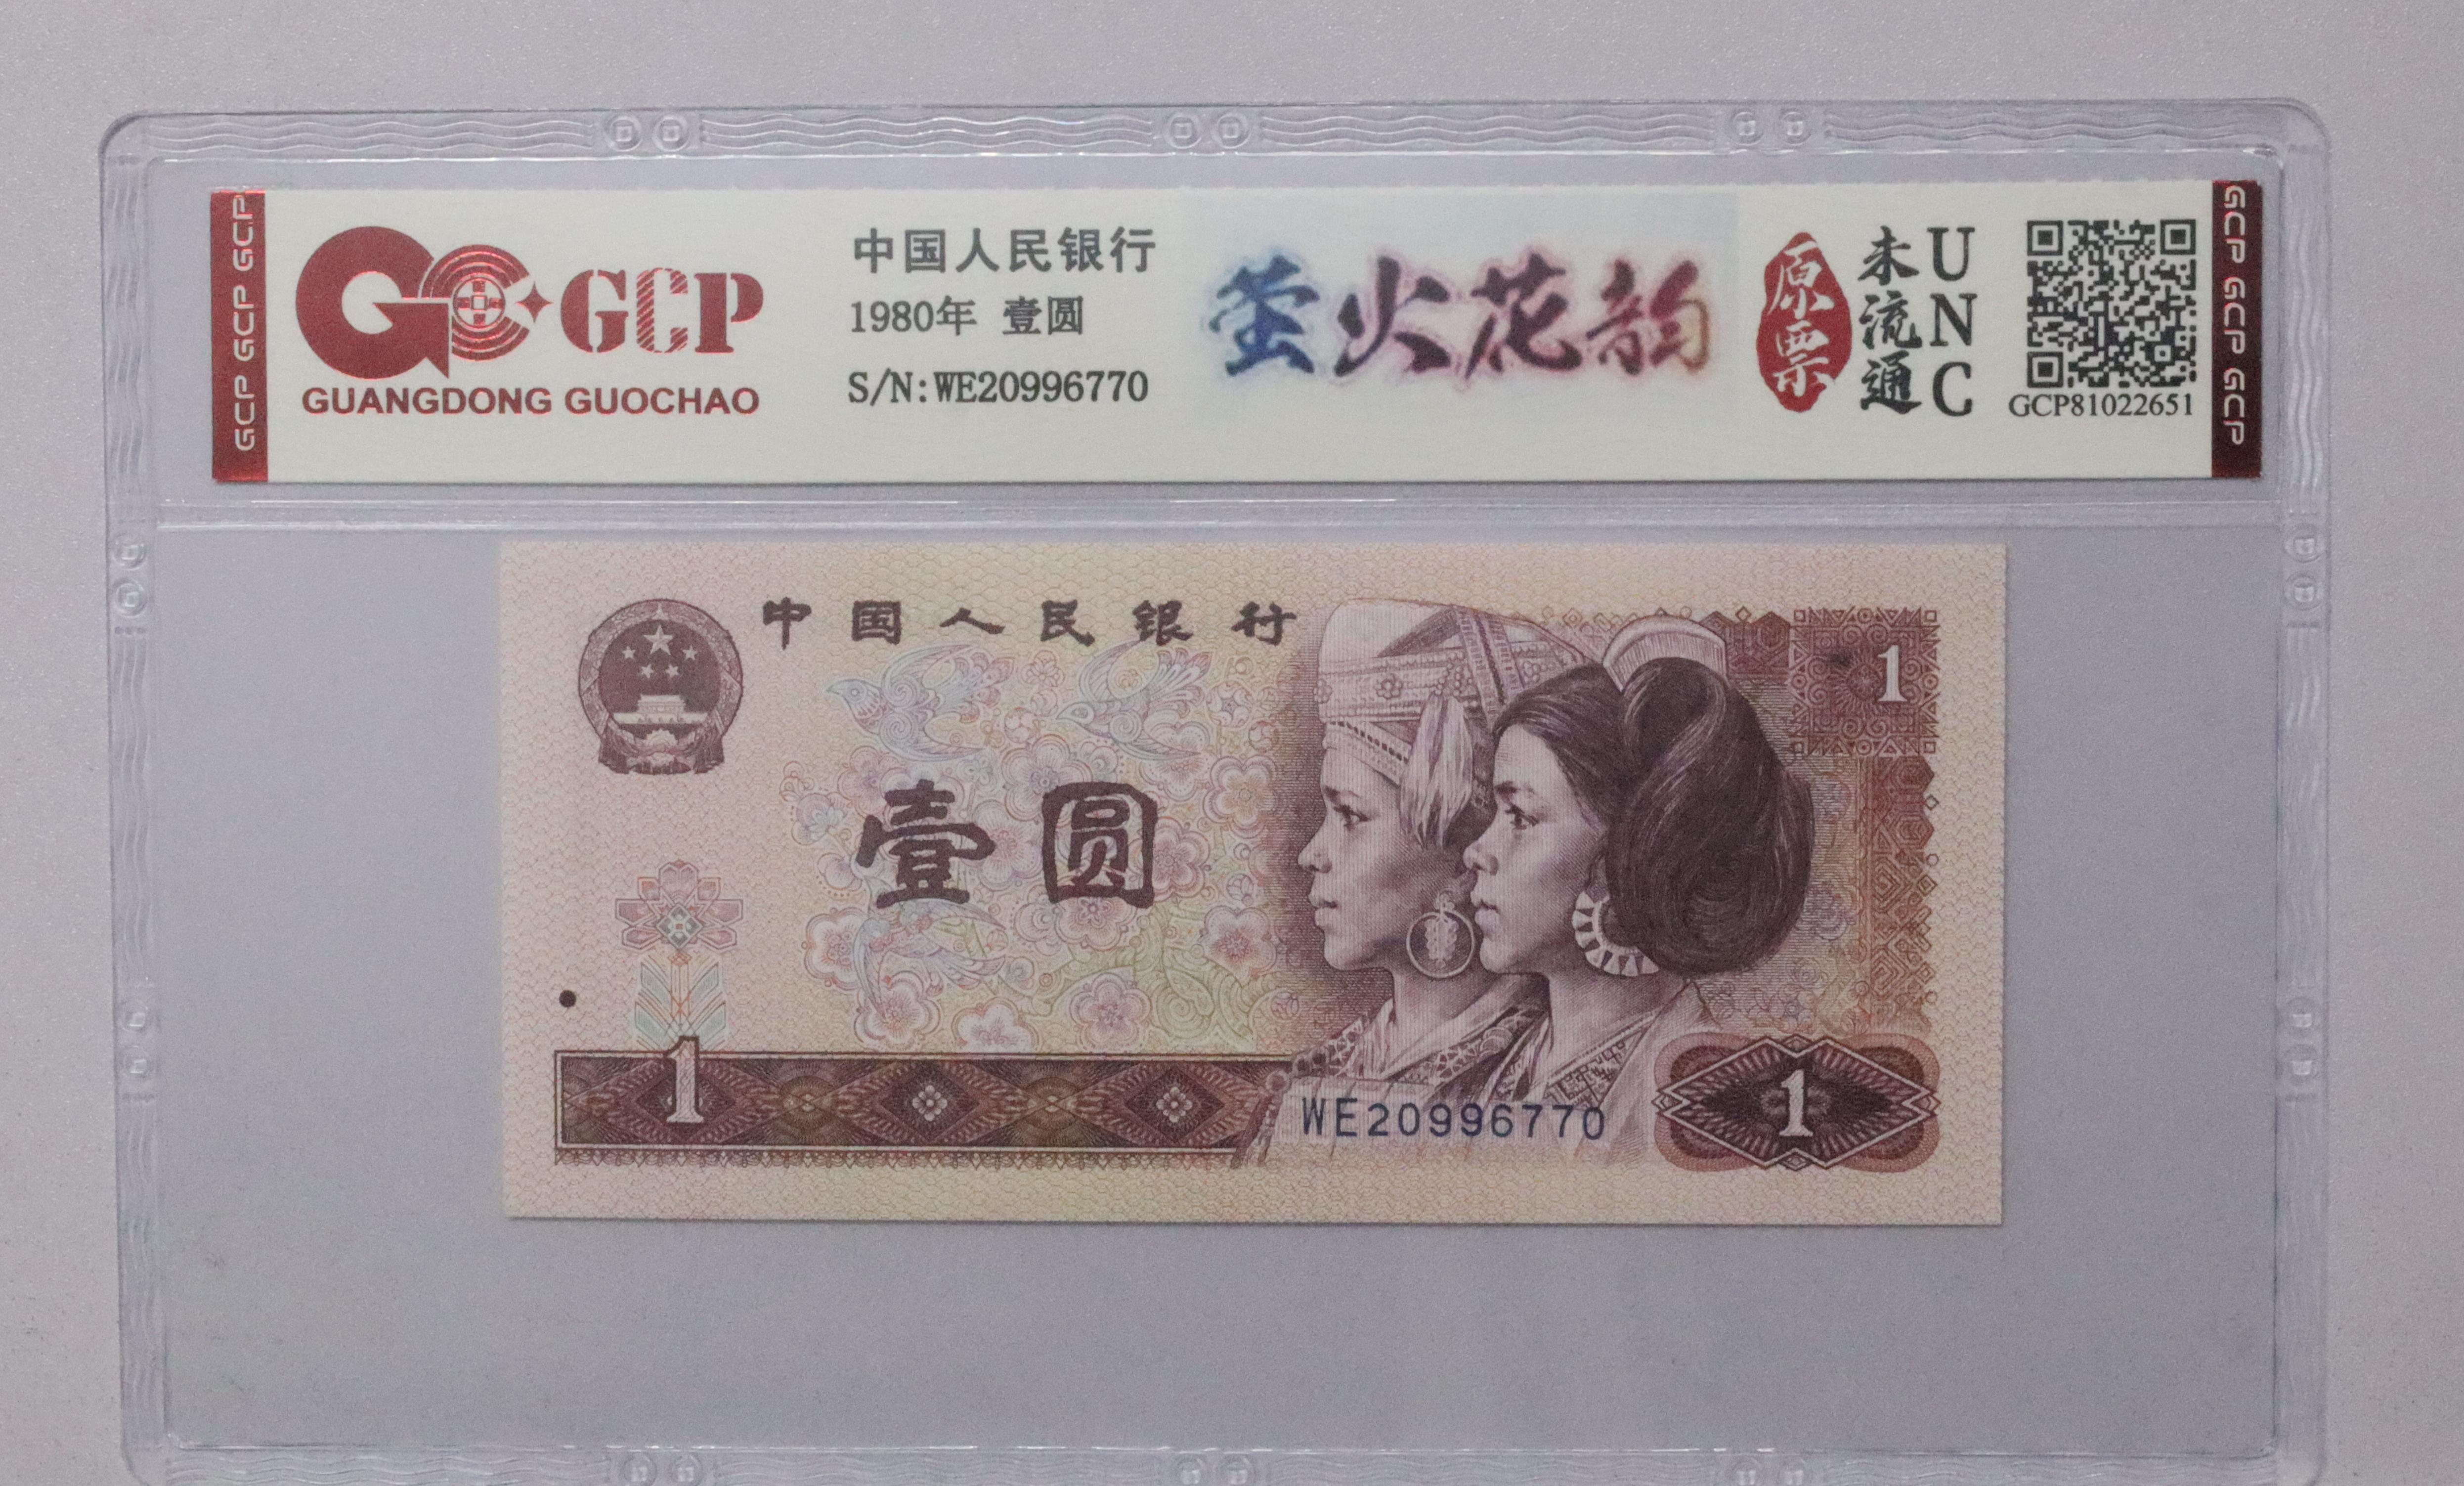 GCP GCP GCP
GCP
GUANGDONG GUOCHAO
中国人民银行
1980年 壹圆
S/N:WE20996770
萤火花韵
原票
未流通
UNC
GCP81022651
GCP GCP GCP
中国人民银行
1
壹圆
1
WE20996770
1